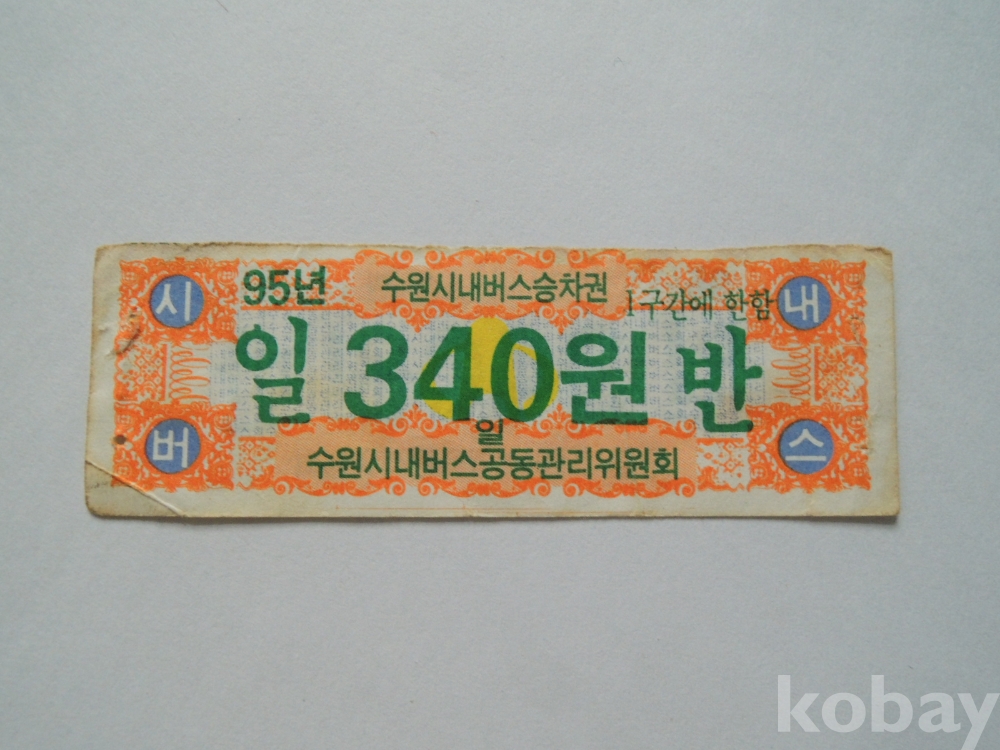 시 내
95년 수원시내버스승차권
I구간에 한함
일 340원 반
일
버 스
수원시내버스공동관리위원회
kobay